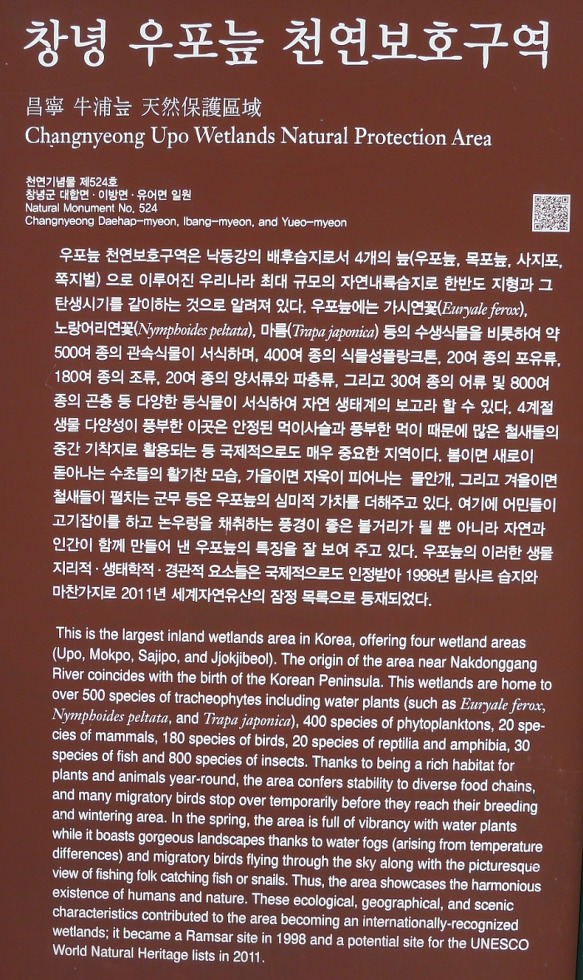 창녕 우포늪 천연보호구역
昌寧 牛浦늪 天然保護區域
Changnyeong Upo Wetlands Natural Protection Area
천연기념물 제524호
창녕군 대합면 · 이방면 · 유어면 일원
Natural Monument No. 524
Changnyeong Daehap-myeon, Ibang-myeon, and Yueo-myeon
우포늪 천연보호구역은 낙동강의 배후습지로서 4개의 늪(우포늪, 목포늪, 사지포,
쪽지벌) 으로 이루어진 우리나라 최대 규모의 자연내륙습지로 한반도 지형과 그
탄생시기를 같이하는 것으로 알려져 있다. 우포늪에는 가시연꽃(Euryale ferox),
노랑어리연꽃(Nymphoides peltata), 마름(Trapa japonica) 등의 수생식물을 비롯하여 약
500여 종의 관속식물이 서식하며, 400여 종의 식물성플랑크톤, 20여 종의 포유류,
180여 종의 조류, 20여 종의 양서류와 파충류, 그리고 30여 종의 어류 및 800여
종의 곤충 등 다양한 동식물이 서식하여 자연 생태계의 보고라 할 수 있다. 4계절
생물 다양성이 풍부한 이곳은 안정된 먹이사슬과 풍부한 먹이 때문에 많은 철새들의
중간 기착지로 활용되는 등 국제적으로도 매우 중요한 지역이다. 봄이면 새로이
돋아나는 수초들의 활기찬 모습, 가을이면 자욱이 피어나는 물안개, 그리고 겨울이면
철새들이 펼치는 군무 등은 우포늪의 심미적 가치를 더해주고 있다. 여기에 어민들이
고기잡이를 하고 논우렁을 채취하는 풍경이 좋은 볼거리가 될 뿐 아니라 자연과
인간이 함께 만들어 낸 우포늪의 특징을 잘 보여 주고 있다. 우포늪의 이러한 생물
지리적 · 생태학적 · 경관적 요소들은 국제적으로도 인정받아 1998년 람사르 습지와
마찬가지로 2011년 세계자연유산의 잠정 목록으로 등재되었다.
This is the largest inland wetlands area in Korea, offering four wetland areas
(Upo, Mokpo, Sajipo, and Jjokjibeol). The origin of the area near Nakdonggang
River coincides with the birth of the Korean Peninsula. This wetlands are home to
over 500 species of tracheophytes including water plants (such as Euryale ferox,
Nymphoides peltata, and Trapa japonica), 400 species of phytoplanktons, 20 spe-
cies of mammals, 180 species of birds, 20 species of reptilia and amphibia, 30
species of fish and 800 species of insects. Thanks to being a rich habitat for
plants and animals year-round, the area confers stability to diverse food chains,
and many migratory birds stop over temporarily before they reach their breeding
and wintering area. In the spring, the area is full of vibrancy with water plants
while it boasts gorgeous landscapes thanks to water fogs (arising from temperature
differences) and migratory birds flying through the sky along with the picturesque
view of fishing folk catching fish or snails. Thus, the area showcases the harmonious
existence of humans and nature. These ecological, geographical, and scenic
characteristics contributed to the area becoming an internationally-recognized
wetlands; it became a Ramsar site in 1998 and a potential site for the UNESCO
World Natural Heritage lists in 2011.